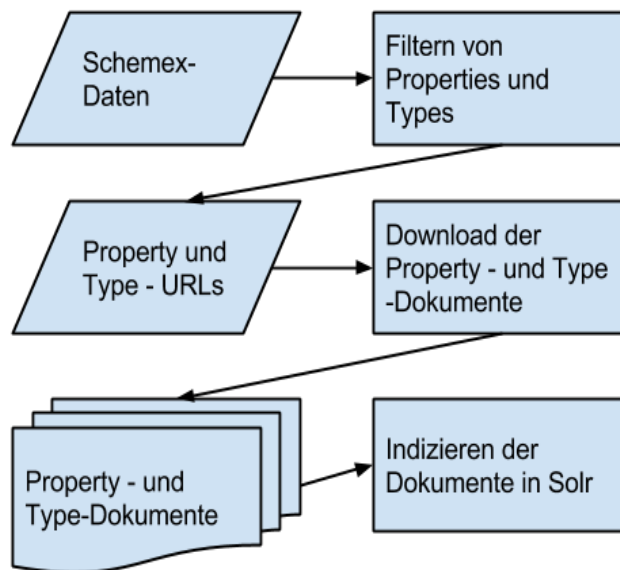 Schemex-
Daten
Filtern von
Properties und
Types
Property und
Type - URLs
Download der
Property - und Type
-Dokumente
Property - und
Type-Dokumente
Indizieren der
Dokumente in Solr